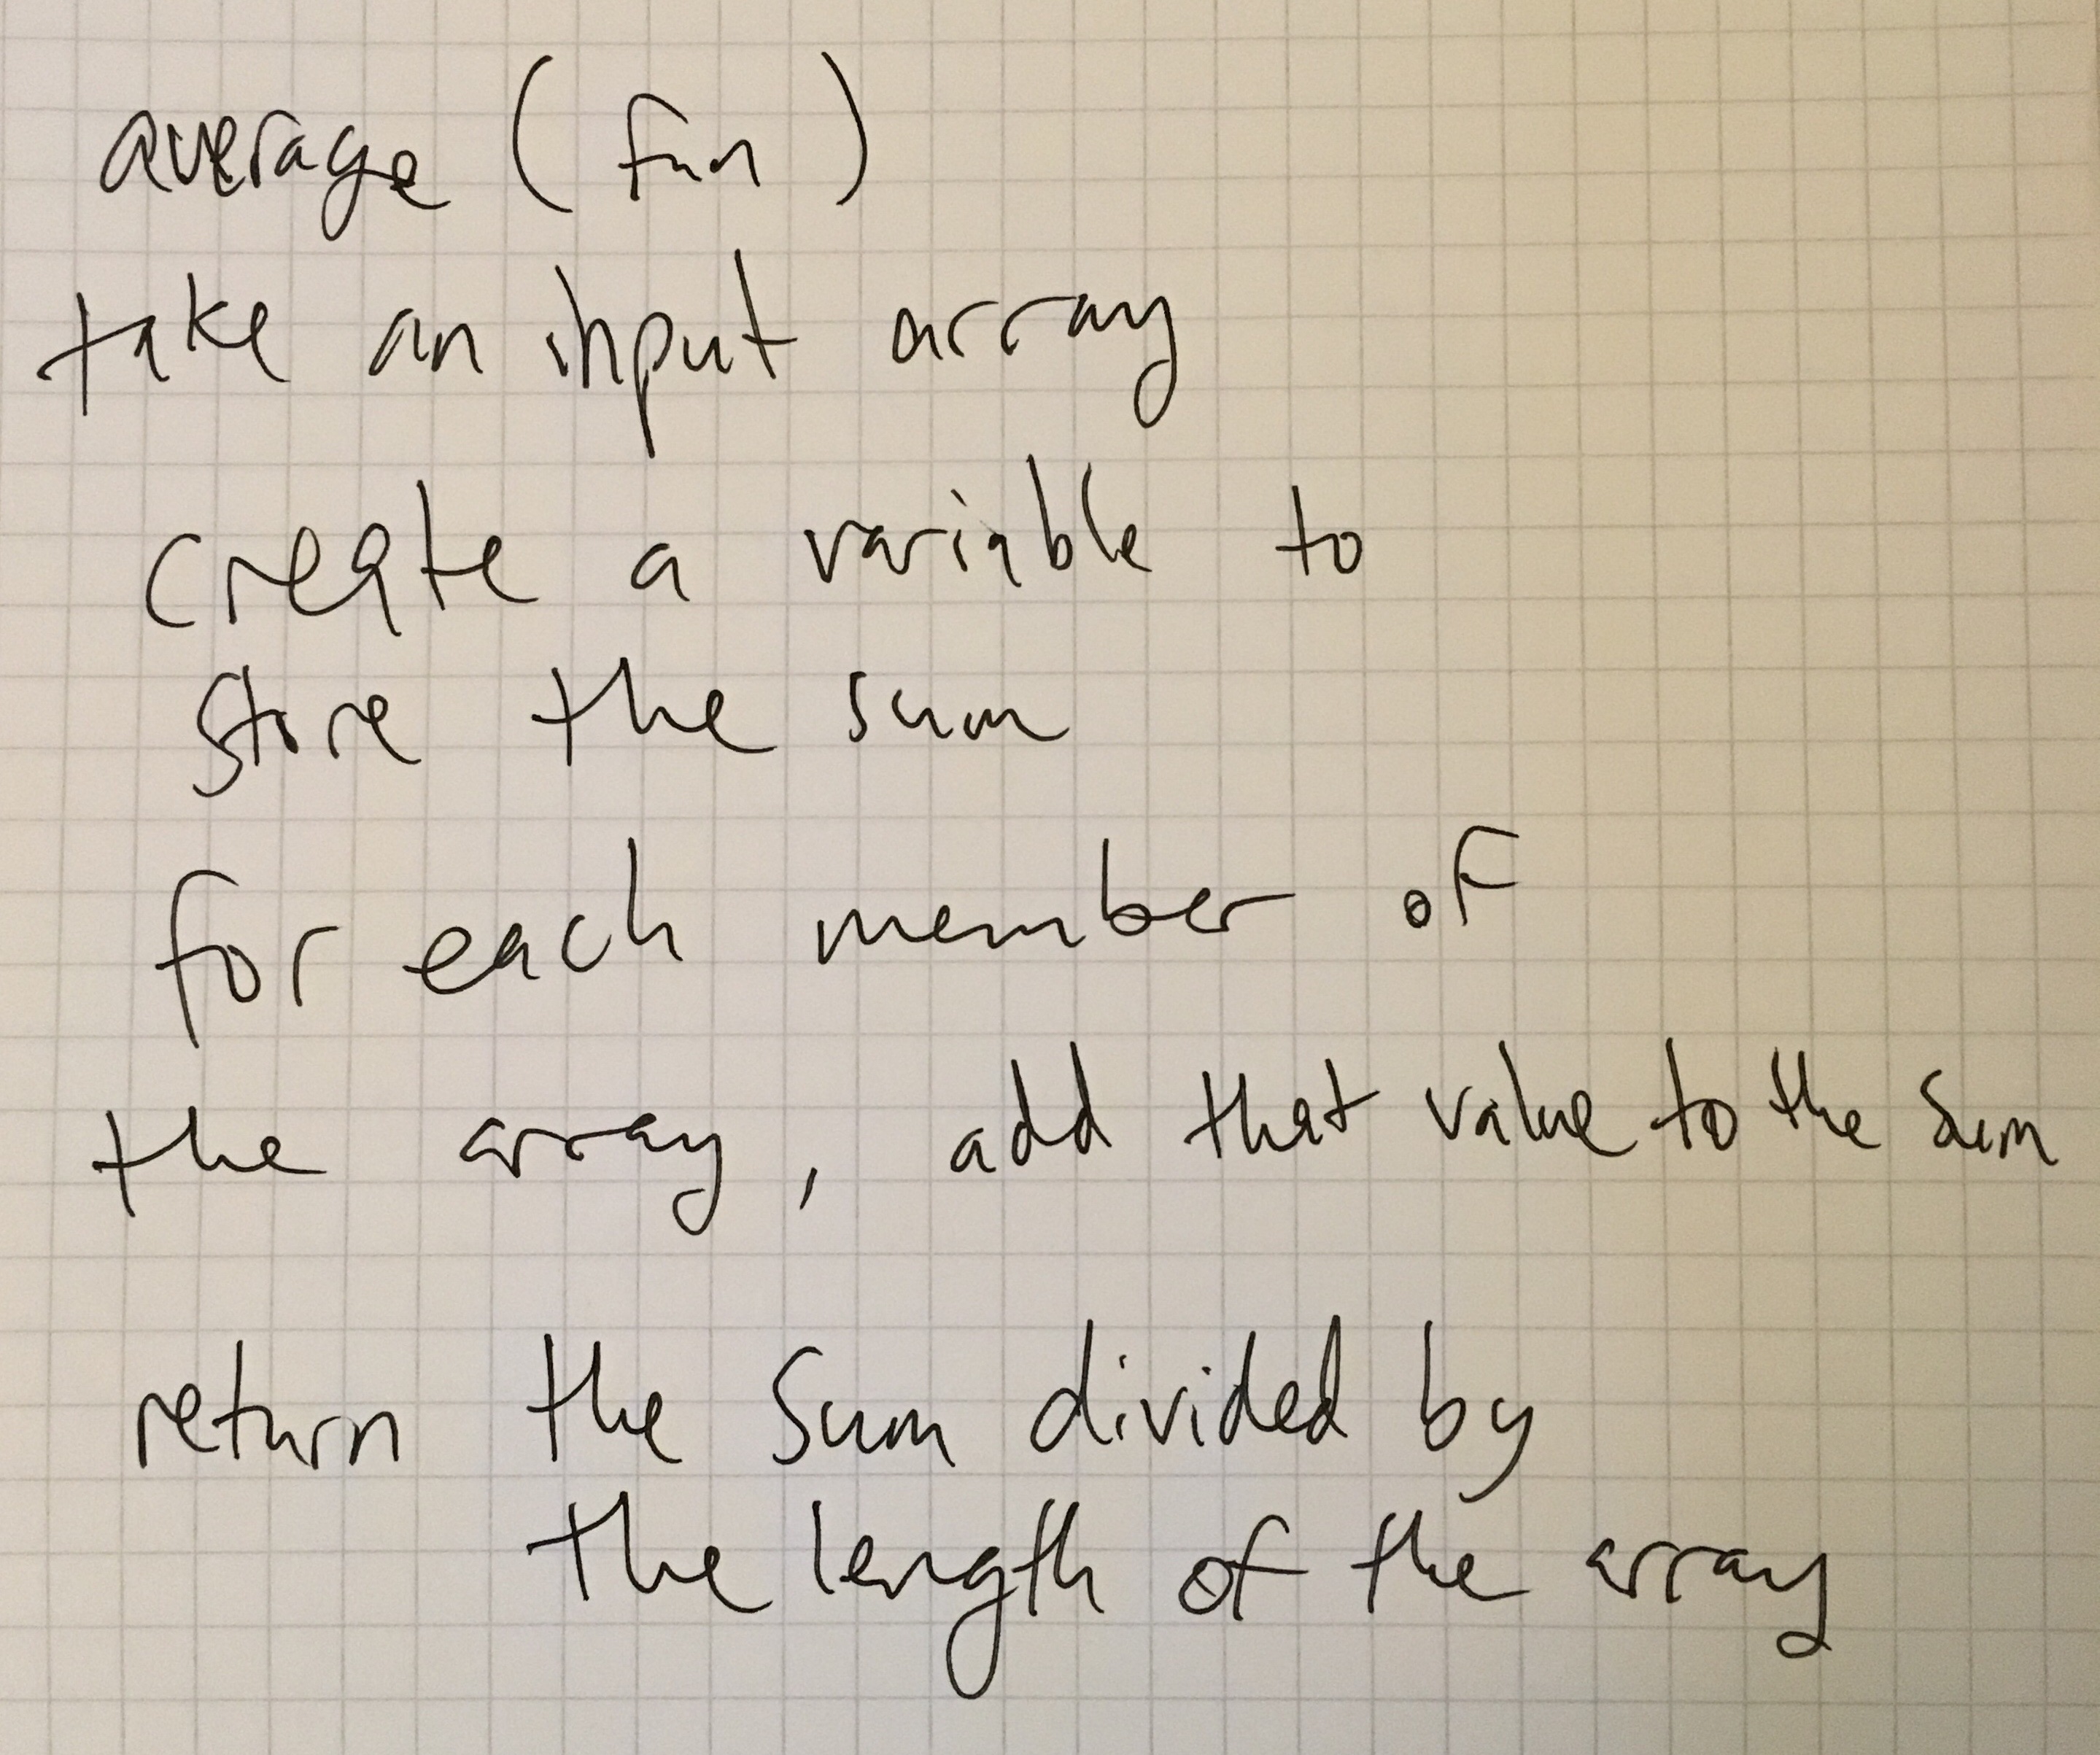 average (fun)
take an input array
create a variable to
store the sum
for each member of
the array, add that value to the sum
return the sum divided by
the length of the array